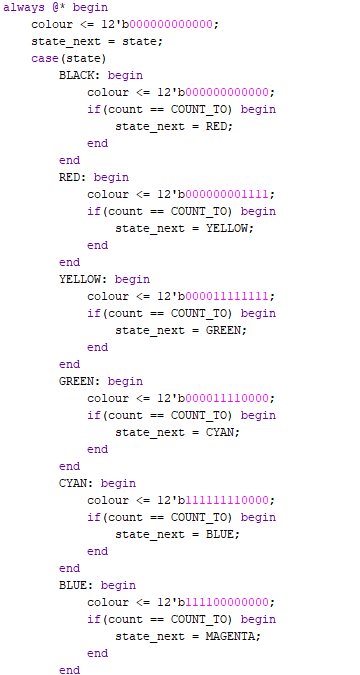 always @* begin
    colour <= 12'b000000000000;
    state_next = state;
    case(state)
        BLACK: begin
            colour <= 12'b000000000000;
            if(count == COUNT_TO) begin
                state_next = RED;
            end
        end
        RED: begin
            colour <= 12'b000000001111;
            if(count == COUNT_TO) begin
                state_next = YELLOW;
            end
        end
        YELLOW: begin
            colour <= 12'b000011111111;
            if(count == COUNT_TO) begin
                state_next = GREEN;
            end
        end
        GREEN: begin
            colour <= 12'b000011110000;
            if(count == COUNT_TO) begin
                state_next = CYAN;
            end
        end
        CYAN: begin
            colour <= 12'b111111110000;
            if(count == COUNT_TO) begin
                state_next = BLUE;
            end
        end
        BLUE: begin
            colour <= 12'b111100000000;
            if(count == COUNT_TO) begin
                state_next = MAGENTA;
            end
        end